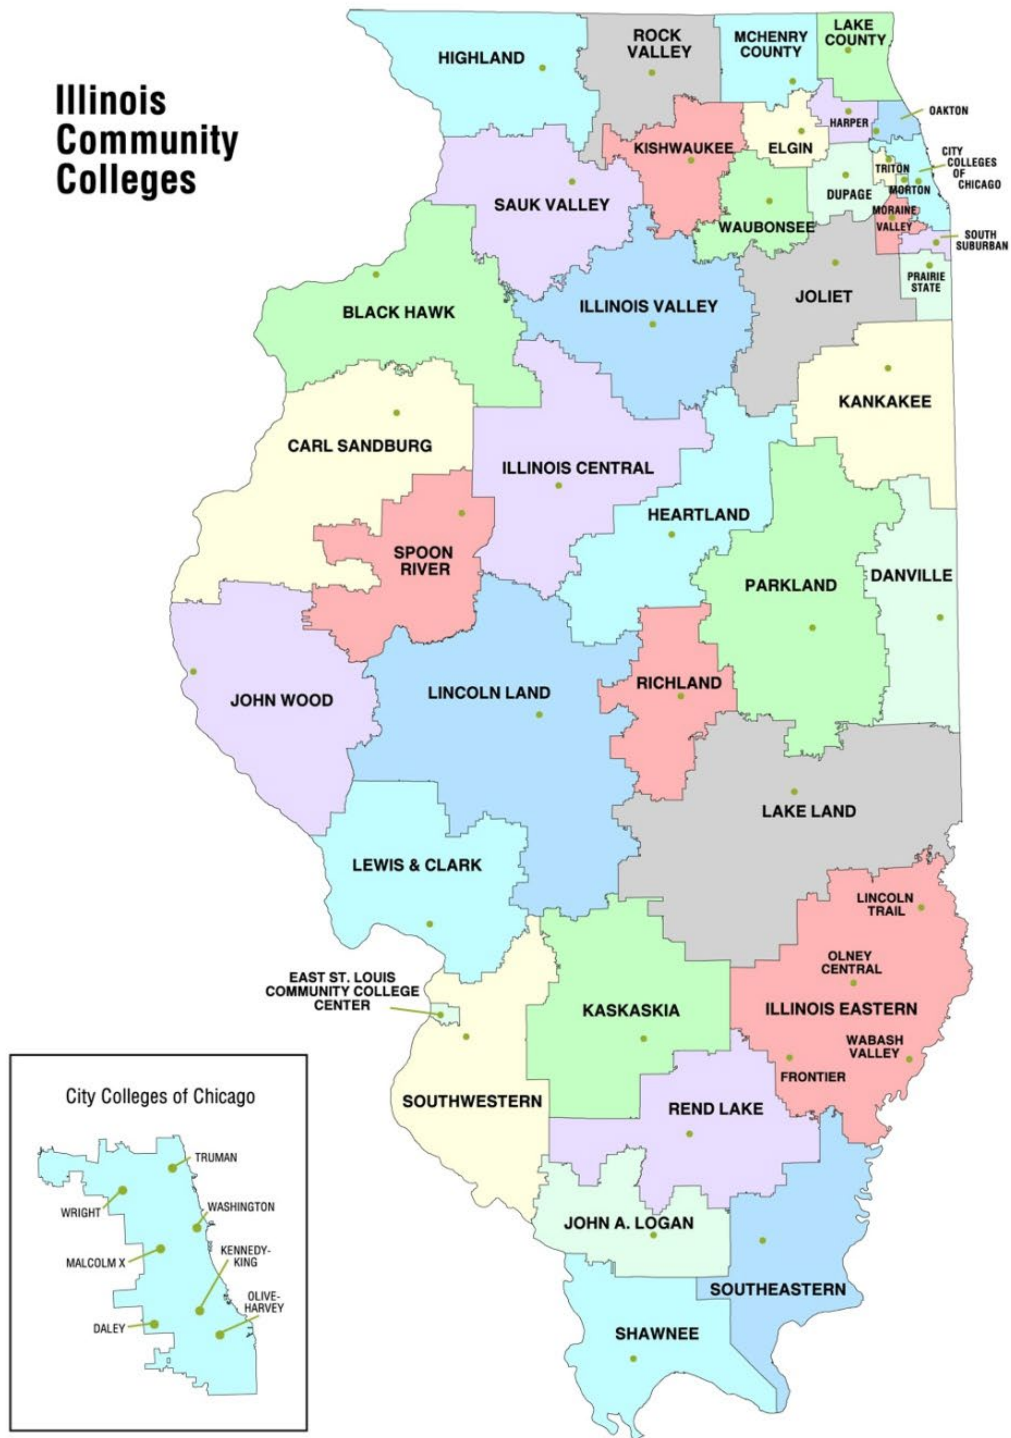 Illinois
Community
Colleges
HIGHLAND
ROCK
VALLEY
MCHENRY
COUNTY
LAKE
COUNTY
HARPER
OAKTON
KISHWAUKEE
ELGIN
CITY
COLLEGES
OF
CHICAGO
TRITON
MORTON
DUPAGE
SAUK VALLEY
MORAINE
VALLEY
WAUBONSEE
SOUTH
SUBURBAN
PRAIRIE
STATE
BLACK HAWK
ILLINOIS VALLEY
JOLIET
KANKAKEE
CARL SANDBURG
ILLINOIS CENTRAL
HEARTLAND
SPOON
RIVER
PARKLAND
DANVILLE
JOHN WOOD
LINCOLN LAND
RICHLAND
LAKE LAND
LEWIS & CLARK
LINCOLN
TRAIL
OLNEY
CENTRAL
EAST ST. LOUIS
COMMUNITY COLLEGE
CENTER
KASKASKIA
ILLINOIS EASTERN
WABASH
VALLEY
FRONTIER
SOUTHWESTERN
REND LAKE
JOHN A. LOGAN
SOUTHEASTERN
SHAWNEE
City Colleges of Chicago
TRUMAN
WRIGHT
WASHINGTON
MALCOLM X
KENNEDY-
KING
OLIVE-
HARVEY
DALEY